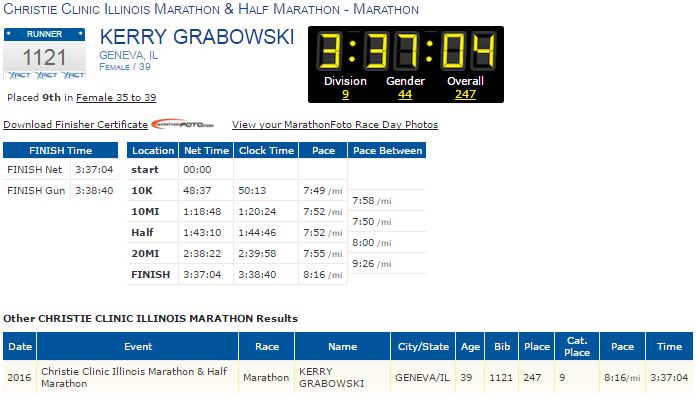 CHRISTIE CLINIC ILLINOIS MARATHON & HALF MARATHON - MARATHON
RUNNER
1121
XACT XACT XACT
KERRY GRABOWSKI
GENEVA, IL
FEMALE / 39
3:37:04
Division Gender Overall
9 44 247
Placed 9th in Female 35 to 39
Download Finisher Certificate MARATHONFOTO.COM View your MarathonFoto Race Day Photos
FINISH Time
FINISH Net 3:37:04
FINISH Gun 3:38:40
Location Net Time Clock Time Pace Pace Between
start 00:00
10K 48:37 50:13 7:49 /mi
7:58 /mi
10MI 1:18:48 1:20:24 7:52 /mi
7:50 /mi
Half 1:43:10 1:44:46 7:52 /mi
8:00 /mi
20MI 2:38:22 2:39:58 7:55 /mi
9:26 /mi
FINISH 3:37:04 3:38:40 8:16 /mi
Other CHRISTIE CLINIC ILLINOIS MARATHON Results
Date Event Race Name City/State Age Bib Place Cat. Place Pace Time
2016 Christie Clinic Illinois Marathon & Half Marathon Marathon KERRY GRABOWSKI GENEVA/IL 39 1121 247 9 8:16/mi 3:37:04